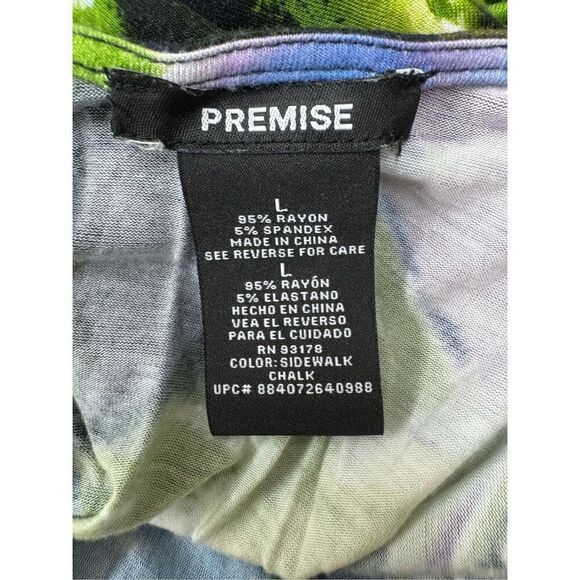 PREMISE
L
95% RAYON
5% SPANDEX
MADE IN CHINA
SEE REVERSE FOR CARE
L
95% RAYÓN
5% ELASTANO
HECHO EN CHINA
VEA EL REVERSO
PARA EL CUIDADO
RN 93178
COLOR: SIDEWALK
CHALK
UPC# 884072640988